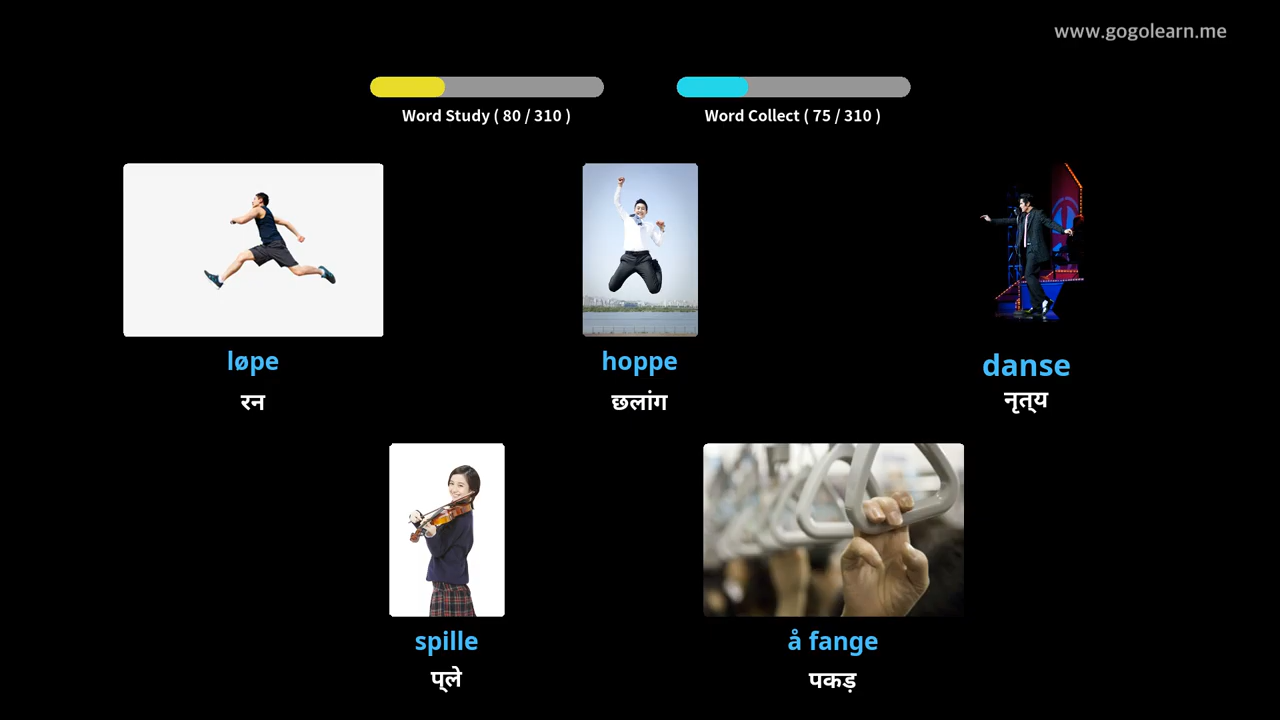 www.gogolearn.me
Word Study ( 80 / 310 )
Word Collect ( 75 / 310 )
løpe
hoppe
danse
रन
छलांग
नृत्य
spille
å fange
प्ले
पकड़